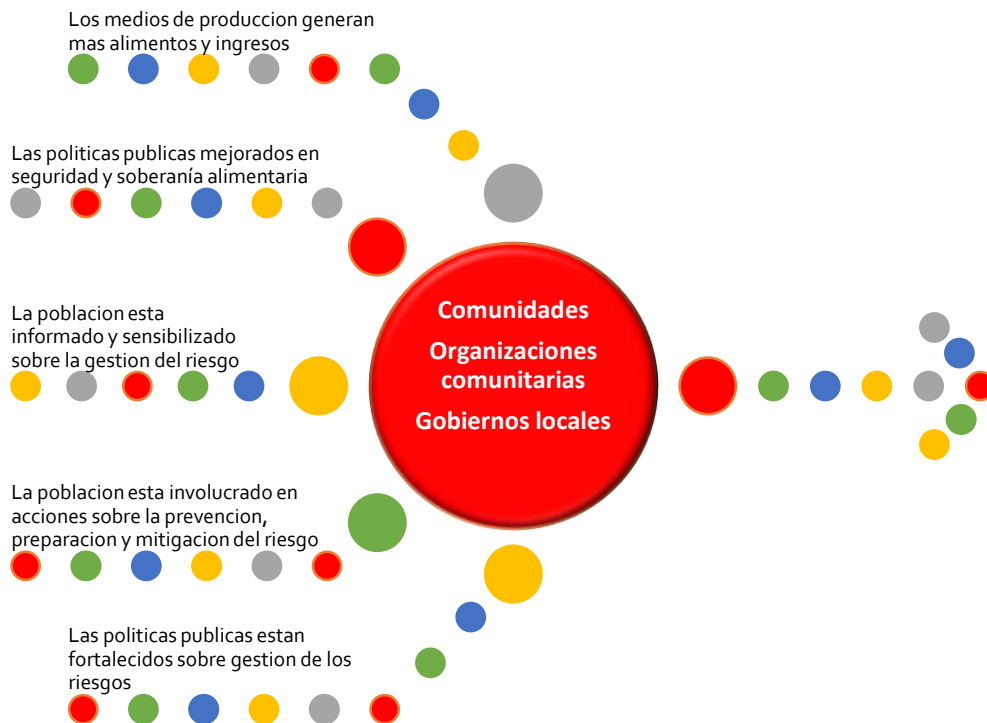 Los medios de produccion generan
mas alimentos y ingresos
Las politicas publicas mejorados en
seguridad y soberanía alimentaria
La poblacion esta
informado y sensibilizado
sobre la gestion del riesgo
La poblacion esta involucrado en
acciones sobre la prevencion,
preparacion y mitigacion del riesgo
Las politicas publicas estan
fortalecidos sobre gestion de los
riesgos
Comunidades
Organizaciones
comunitarias
Gobiernos locales